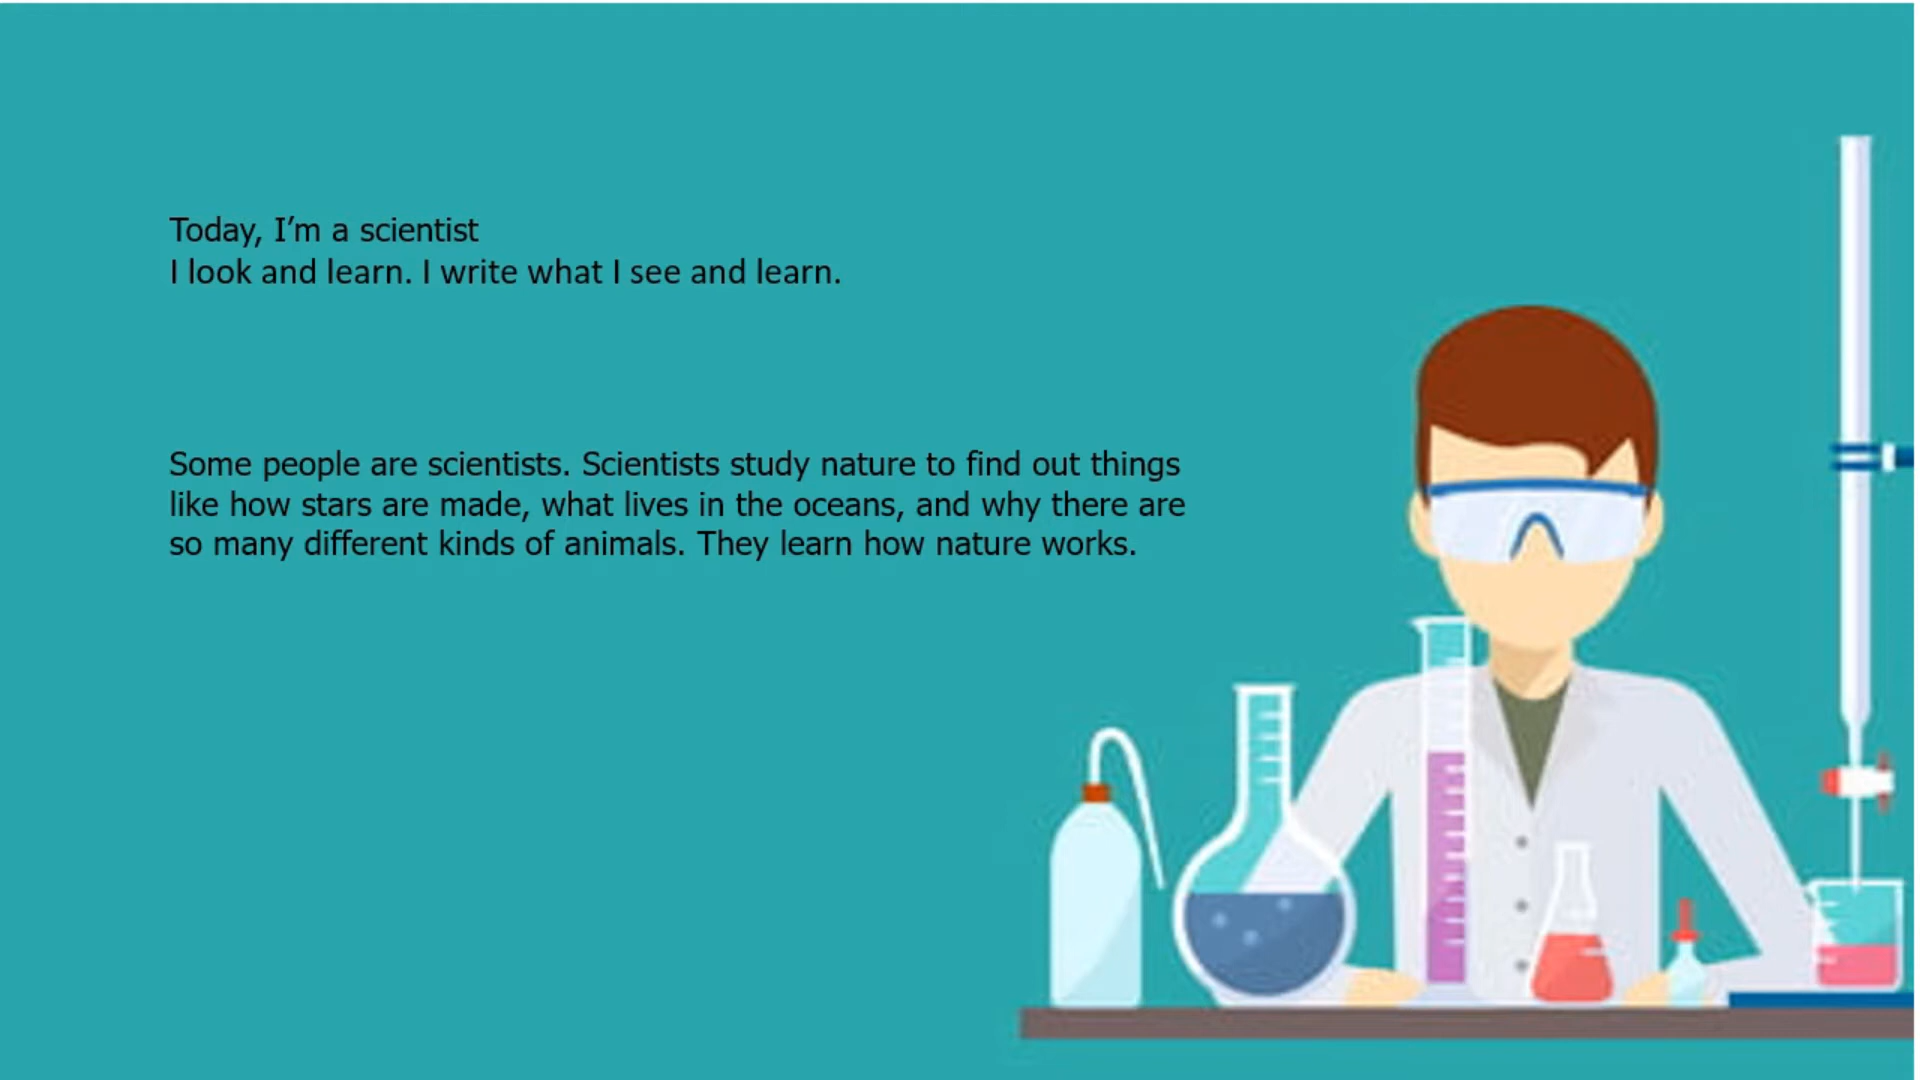 Today, I’m a scientist
I look and learn. I write what I see and learn.
Some people are scientists. Scientists study nature to find out things
like how stars are made, what lives in the oceans, and why there are
so many different kinds of animals. They learn how nature works.